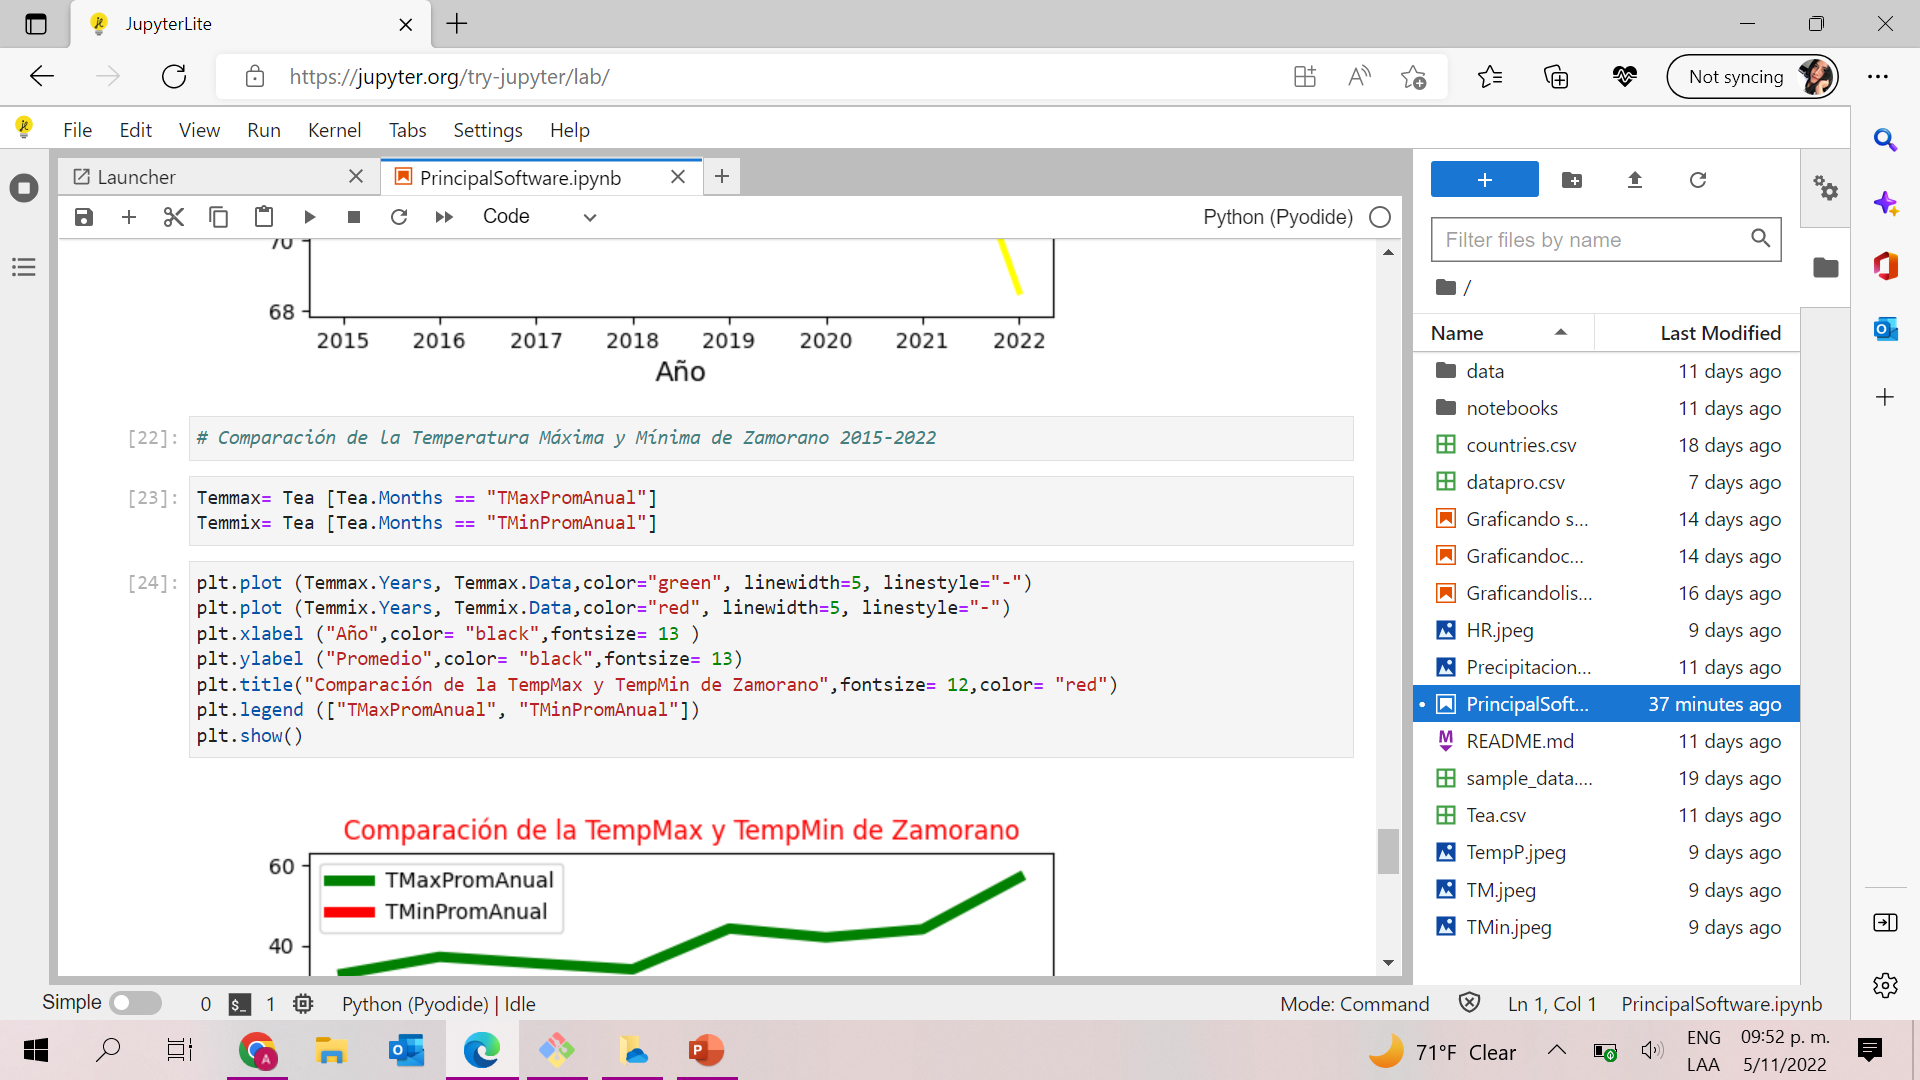 JupyterLite
https://jupyter.org/try-jupyter/lab/
Not syncing
File Edit View Run Kernel Tabs Settings Help
Launcher
PrincipalSoftware.ipynb
Code
Python (Pyodide)
70
68
2015 2016 2017 2018 2019 2020 2021 2022
Año
[22]:
# Comparación de la Temperatura Máxima y Mínima de Zamorano 2015-2022
[23]:
Temmax= Tea [Tea.Months == "TMaxPromAnual"]
Temmix= Tea [Tea.Months == "TMinPromAnual"]
[24]:
plt.plot (Temmax.Years, Temmax.Data,color="green", linewidth=5, linestyle="-")
plt.plot (Temmix.Years, Temmix.Data,color="red", linewidth=5, linestyle="-")
plt.xlabel ("Año",color= "black",fontsize= 13 )
plt.ylabel ("Promedio",color= "black",fontsize= 13)
plt.title("Comparación de la TempMax y TempMin de Zamorano",fontsize= 12,color= "red")
plt.legend (["TMaxPromAnual", "TMinPromAnual"])
plt.show()
Comparación de la TempMax y TempMin de Zamorano
60
TMaxPromAnual
TMinPromAnual
40
Filter files by name
/
Name Last Modified
data 11 days ago
notebooks 11 days ago
countries.csv 18 days ago
datapro.csv 7 days ago
Graficando s... 14 days ago
Graficandoc... 14 days ago
Graficandolis... 16 days ago
HR.jpeg 9 days ago
Precipitacion... 11 days ago
PrincipalSoft... 37 minutes ago
README.md 11 days ago
sample_data.... 19 days ago
Tea.csv 11 days ago
TempP.jpeg 9 days ago
TM.jpeg 9 days ago
TMin.jpeg 9 days ago
Simple 0 1 Python (Pyodide) | Idle
Mode: Command Ln 1, Col 1 PrincipalSoftware.ipynb
71°F Clear
ENG
LAA
09:52 p. m.
5/11/2022